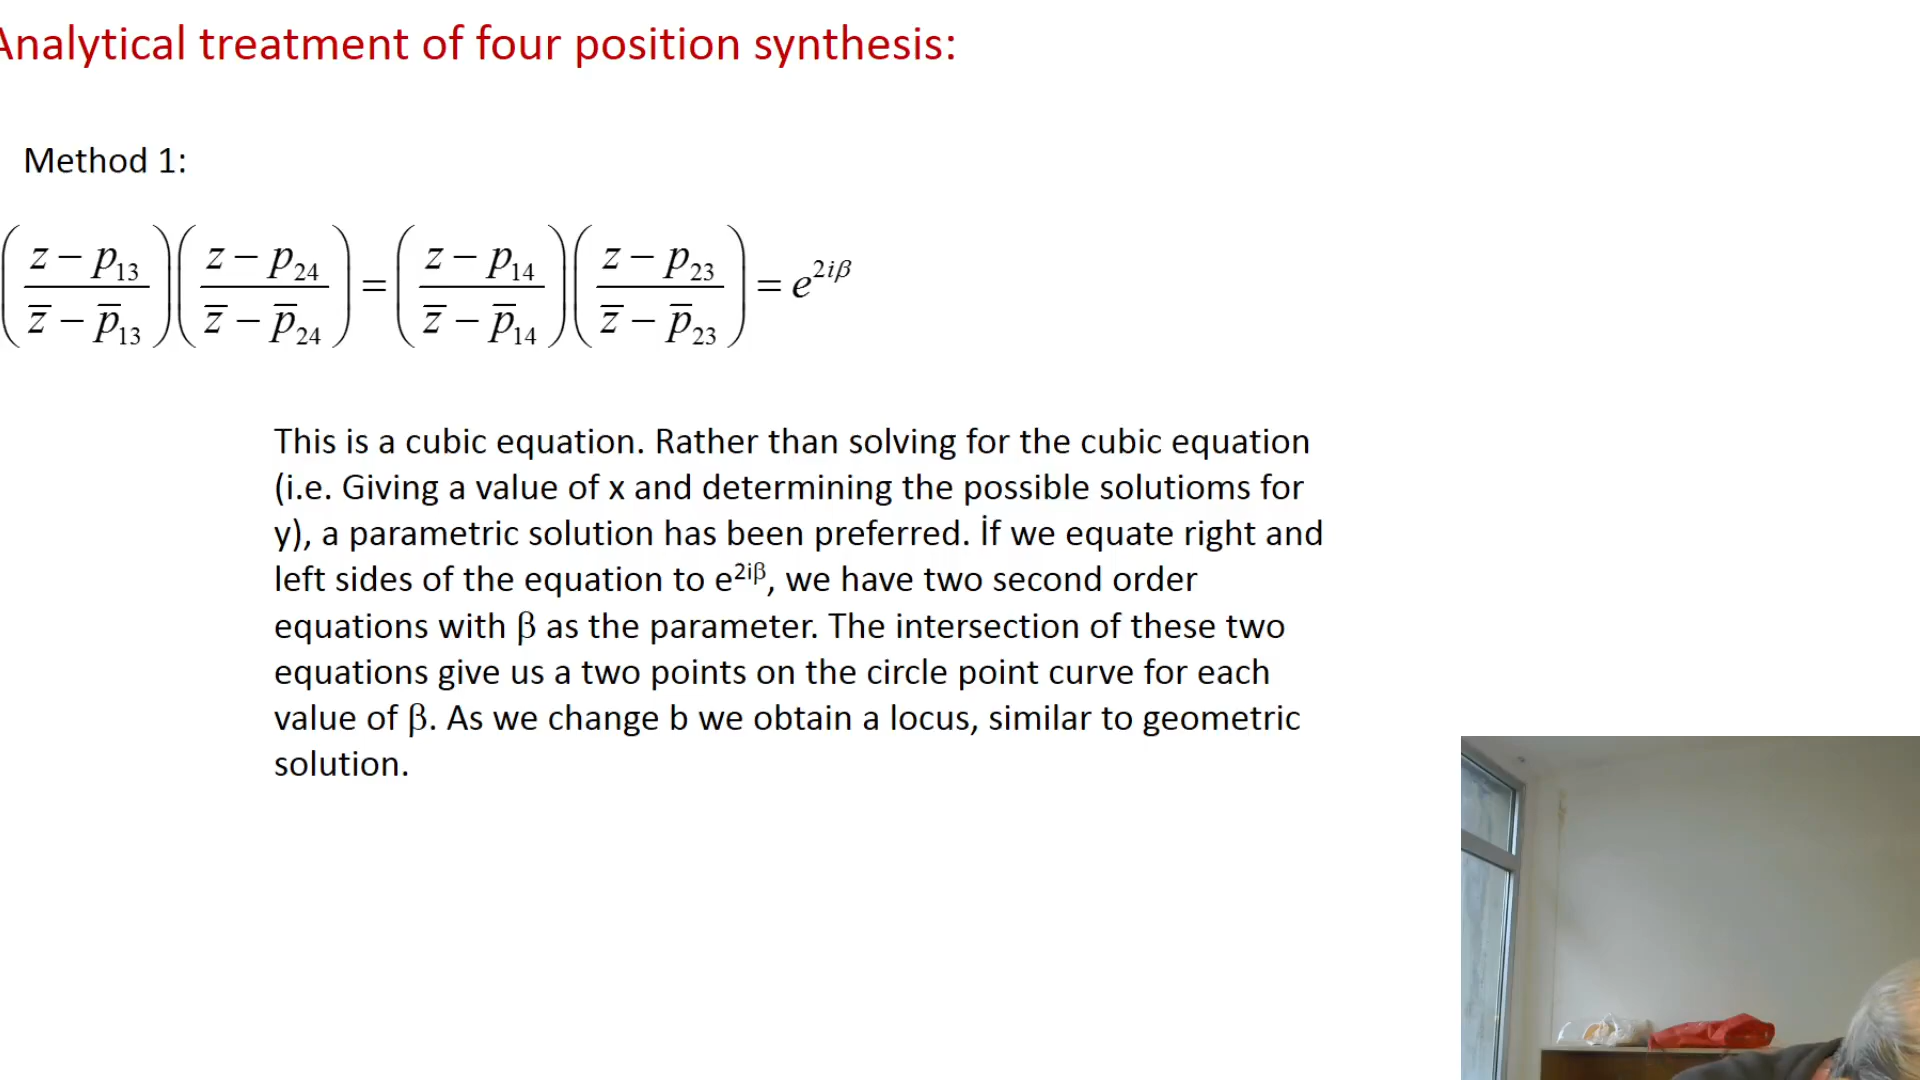 Analytical treatment of four position synthesis:
Method 1:
(z − p₁₃ / z̅ − p̅₁₃)(z − p₂₄ / z̅ − p̅₂₄) = (z − p₁₄ / z̅ − p̅₁₄)(z − p₂₃ / z̅ − p̅₂₃) = e²ⁱᵝ
This is a cubic equation. Rather than solving for the cubic equation
(i.e. Giving a value of x and determining the possible solutioms for
y), a parametric solution has been preferred. İf we equate right and
left sides of the equation to e²ⁱᵝ, we have two second order
equations with β as the parameter. The intersection of these two
equations give us a two points on the circle point curve for each
value of β. As we change b we obtain a locus, similar to geometric
solution.